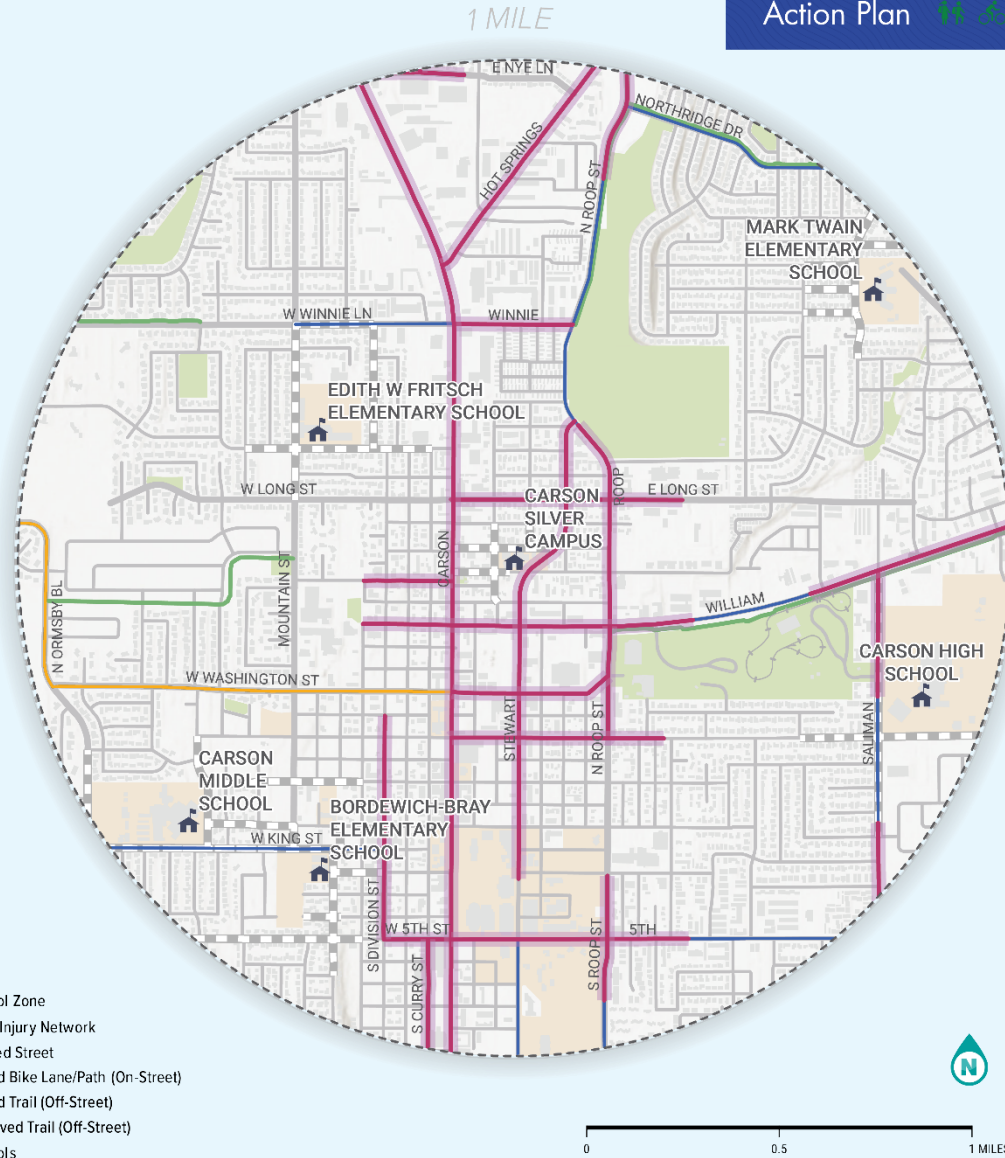 1 MILE
Action Plan
E NYE LN
NORTHRIDGE DR
HOT SPRINGS
N ROOP ST
MARK TWAIN
ELEMENTARY
SCHOOL
W WINNIE LN
WINNIE
EDITH W FRITSCH
ELEMENTARY SCHOOL
W LONG ST
ROOP
E LONG ST
CARSON
SILVER
CAMPUS
CARSON
MOUNTAIN ST
N ORMSBY BL
WILLIAM
CARSON HIGH
SCHOOL
W WASHINGTON ST
STEWART
N ROOP ST
SALIMAN
CARSON
MIDDLE
SCHOOL
BORDEWICH-BRAY
ELEMENTARY
SCHOOL
W KING ST
S DIVISION ST
W 5TH ST
5TH
S ROOP ST
S CURRY ST
ol Zone
Injury Network
ed Street
d Bike Lane/Path (On-Street)
d Trail (Off-Street)
ved Trail (Off-Street)
ols
N
0 0.5 1 MILES